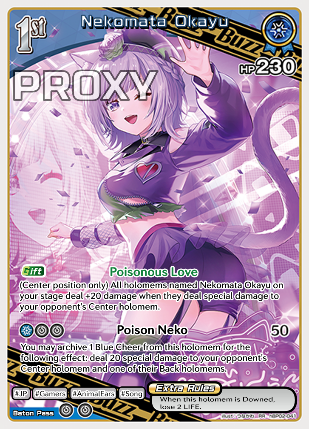 1st
Nekomata Okayu
Buzz Buzz Buzz
HP 230
PROXY
Gift
Poisonous Love
(Center position only) All holomems named Nekomata Okayu on
your stage deal +20 damage when they deal special damage to
your opponent's Center holomem.
Poison Neko 50
You may archive 1 Blue Cheer from this holomem for the
following effect: deal 20 special damage to your opponent's
Center holomem and one of their Back holomems.
#JP #Gamers #AnimalEars #Song
Extra Rules
When this holomem is Downed,
lose 2 LIFE.
Baton Pass